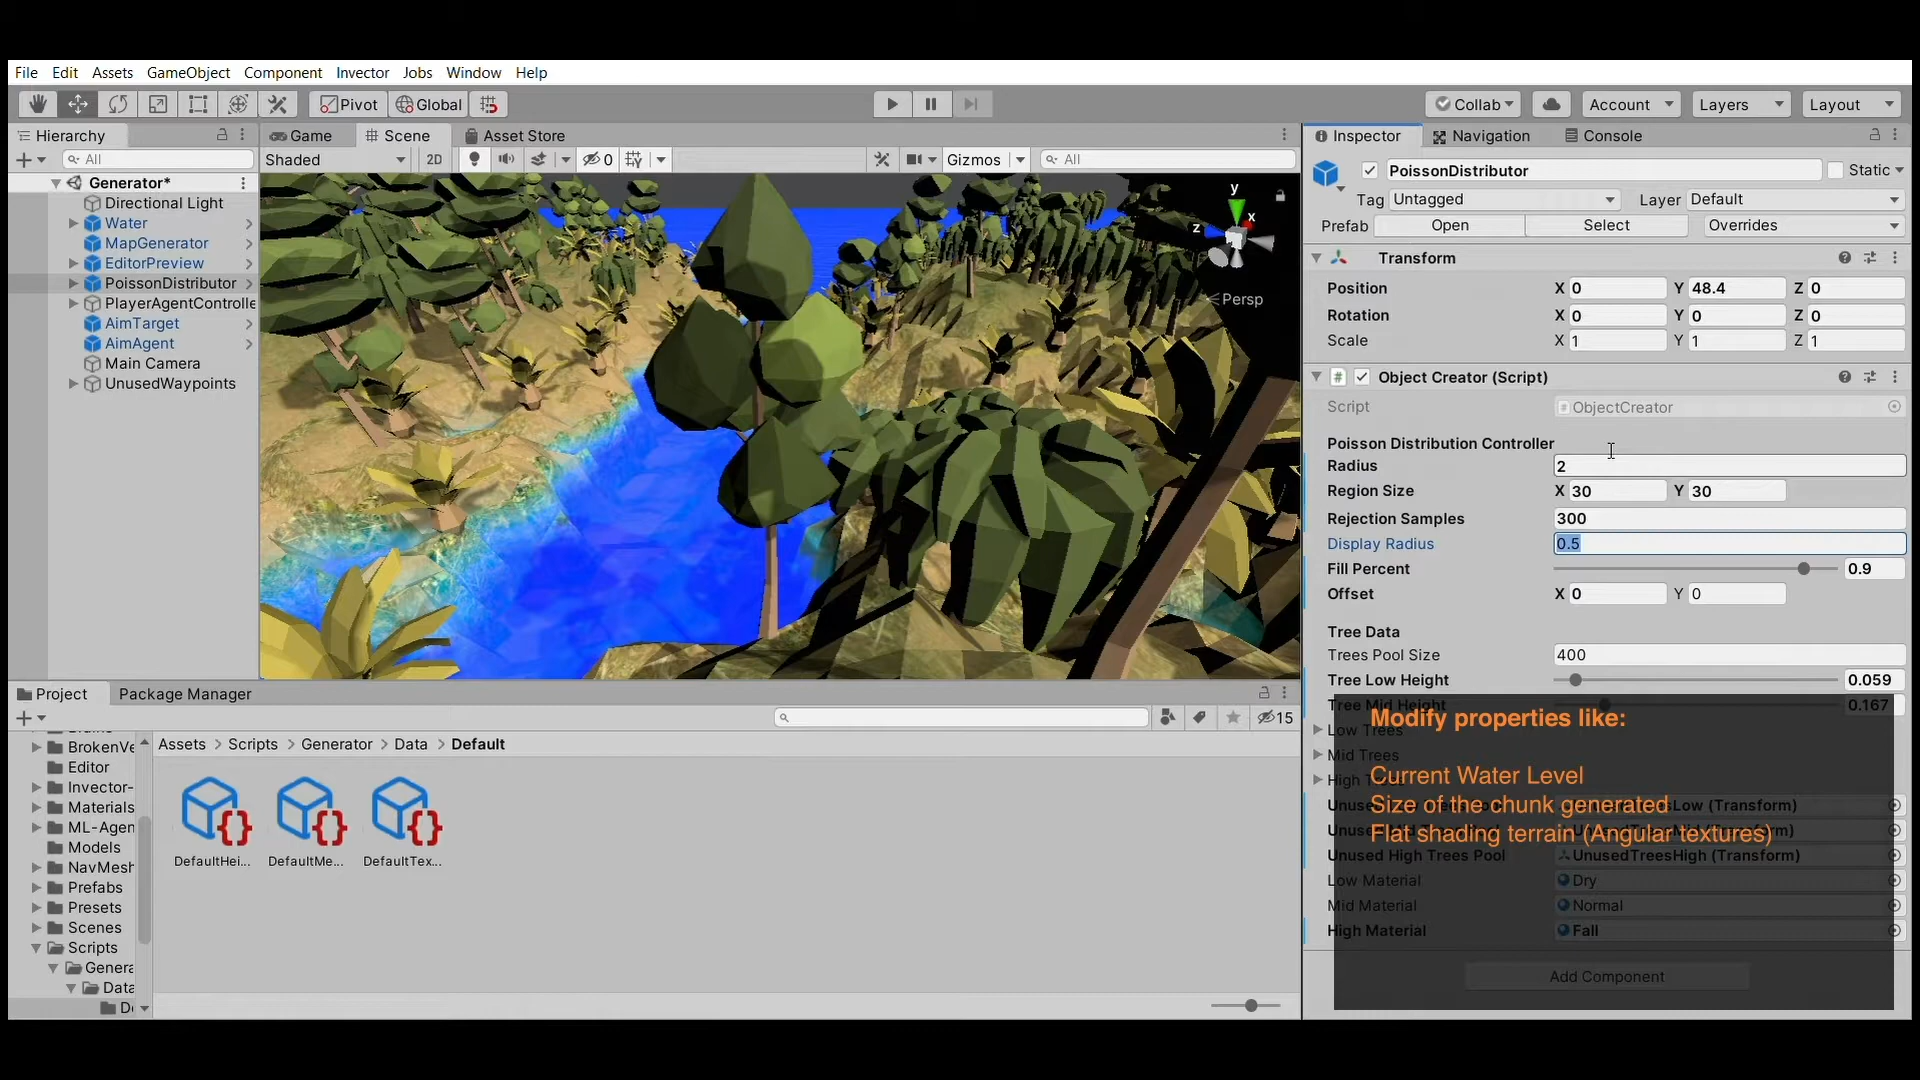 File Edit Assets GameObject Component Invector Jobs Window Help
Pivot Global Collab Account Layers Layout
Hierarchy
All
Generator*
Directional Light
Water
MapGenerator
EditorPreview
PoissonDistributor
PlayerAgentControlle
AimTarget
AimAgent
Main Camera
UnusedWaypoints
Game Scene Asset Store
Shaded 2D 0 Gizmos All
y
x
z
Persp
Inspector Navigation Console
PoissonDistributor Static
Tag Untagged Layer Default
Prefab Open Select Overrides
Transform
Position X 0 Y 48.4 Z 0
Rotation X 0 Y 0 Z 0
Scale X 1 Y 1 Z 1
# Object Creator (Script)
Script # ObjectCreator
Poisson Distribution Controller
Radius 2
Region Size X 30 Y 30
Rejection Samples 300
Display Radius 0.5
Fill Percent 0.9
Offset X 0 Y 0
Tree Data
Trees Pool Size 400
Tree Low Height 0.059
Tree Mid Height 0.167
Low Trees
Mid Trees
Unused High Trees Pool UnusedTreesHigh (Transform)
Low Material Dry
Mid Material Normal
High Material Fall
Add Component
Modify properties like:
Current Water Level
Size of the chunk generated
Flat shading terrain (Angular textures)
Project Package Manager
15
BrokenVe
Editor
Invector-
Materials
ML-Agen
Models
NavMesh
Prefabs
Presets
Scenes
Scripts
Genera
Data
De
Assets > Scripts > Generator > Data > Default
DefaultHei... DefaultMe... DefaultTex...